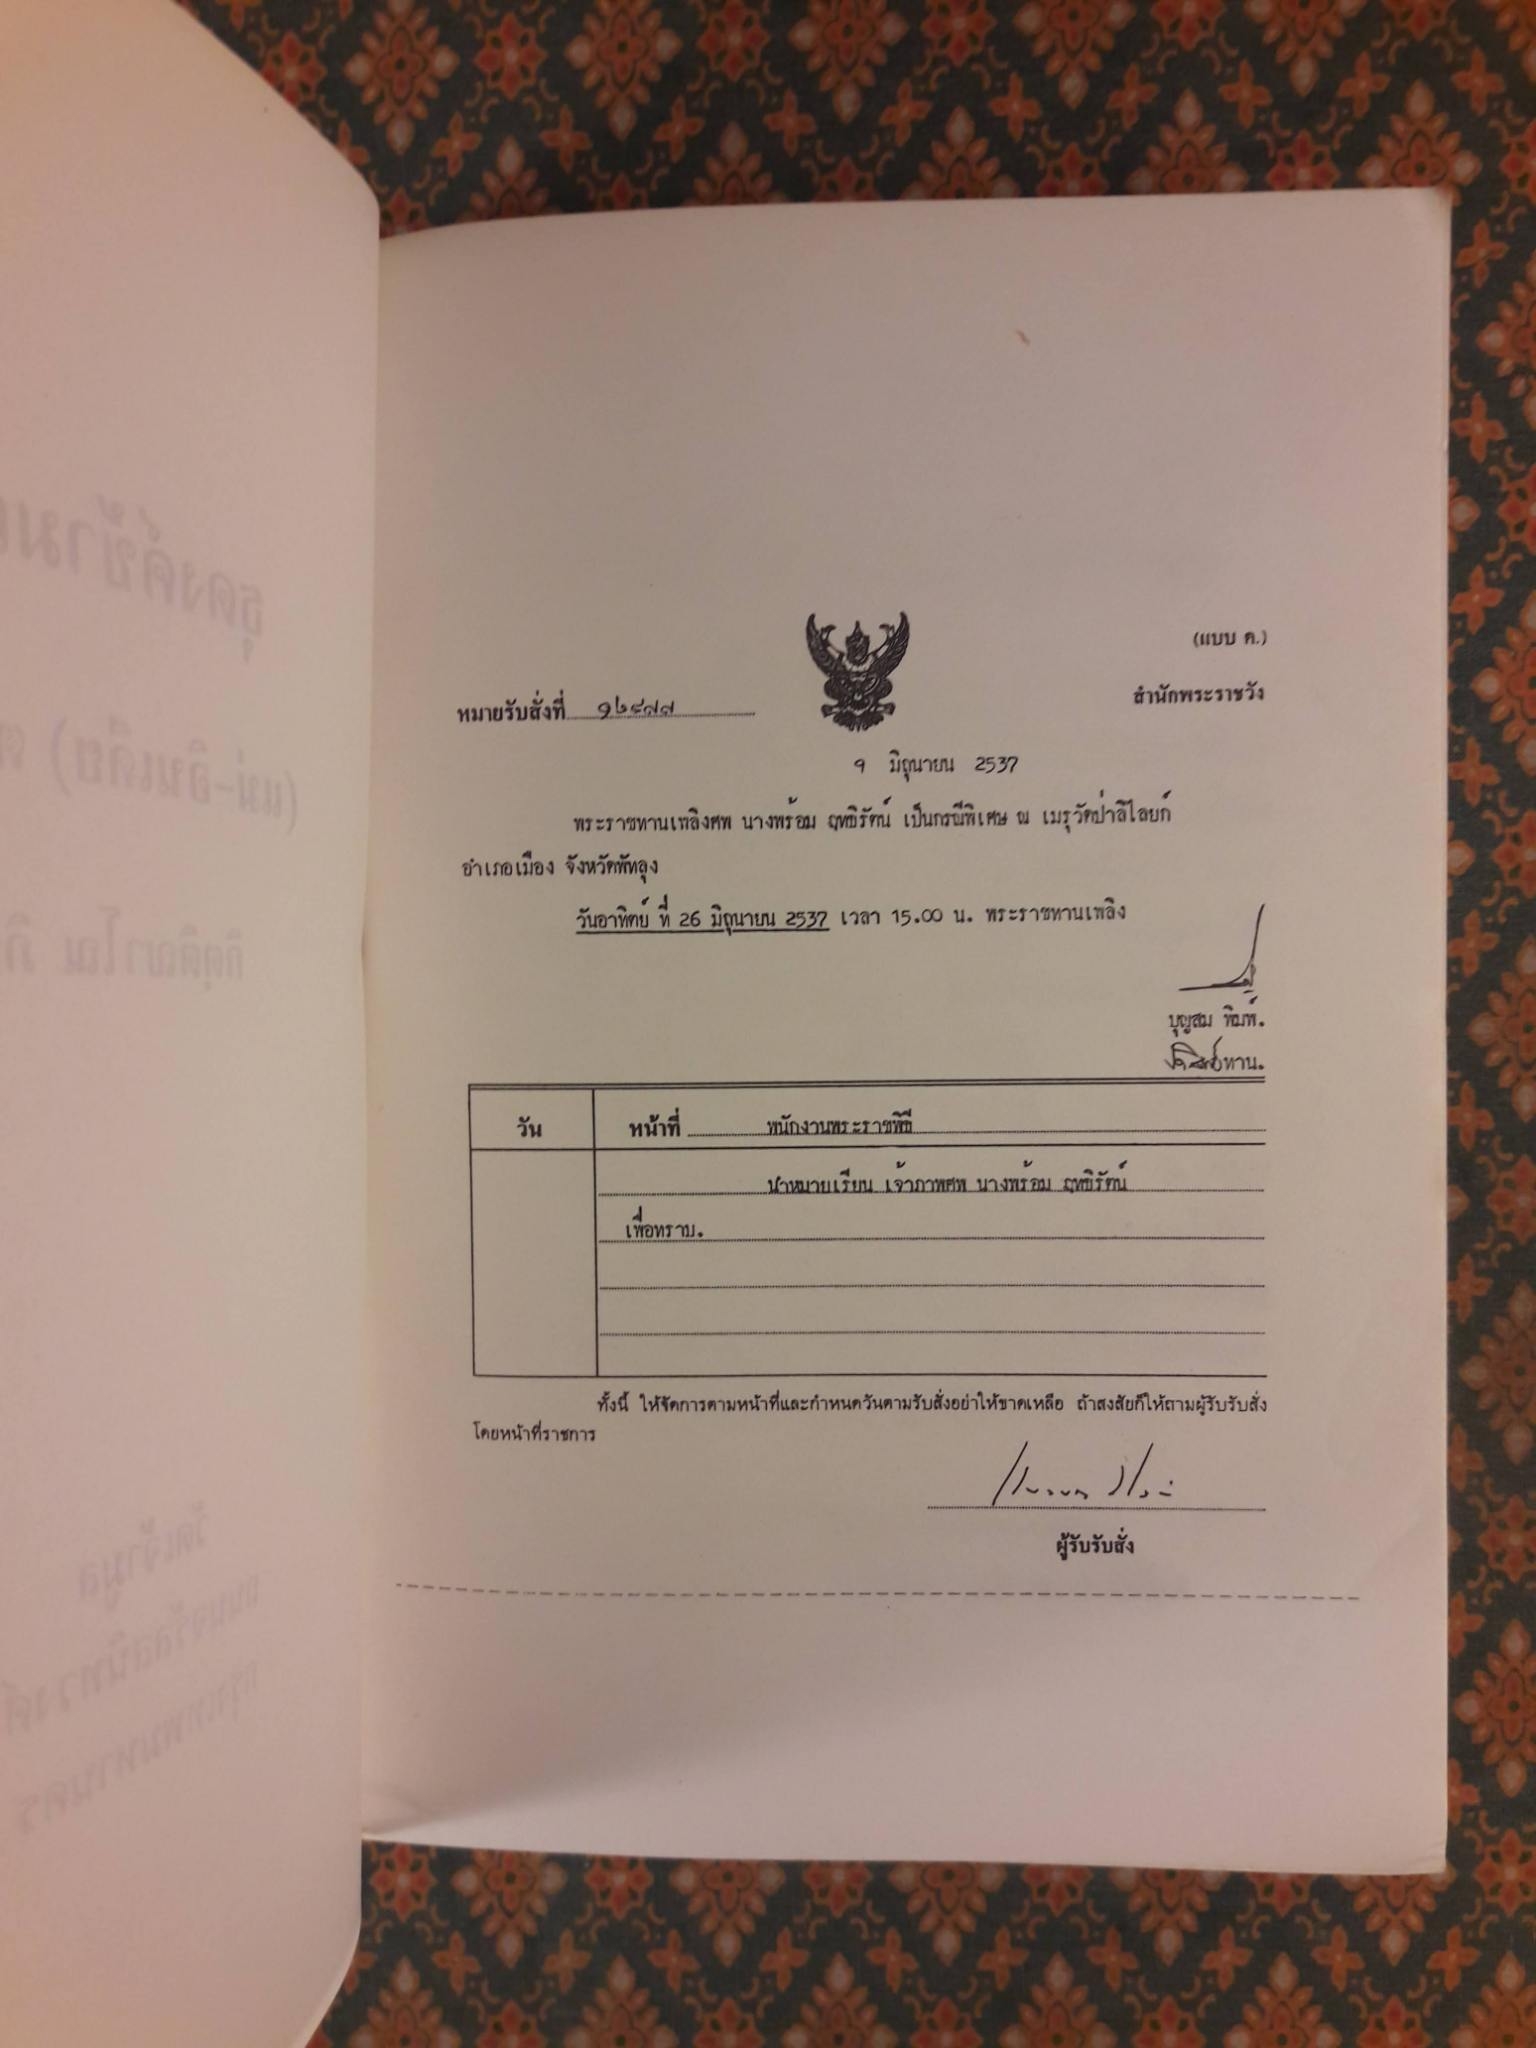 (แบบ ค.)
หมายรับสั่งที่ ๑๒๙๗๗
สำนักพระราชวัง
๑ มิถุนายน 2537
พระราชทานเพลิงศพ นางพร้อม ฤทธิรัตน์ เป็นกรณีพิเศษ ณ เมรุวัดป่าลิไลยก์
อำเภอเมือง จังหวัดพัทลุง
วันอาทิตย์ ที่ 26 มิถุนายน 2537 เวลา 15.00 น. พระราชทานเพลิง
บุญสม พิมพ์.
ทาน.
วัน
หน้าที่ พนักงานพระราชพิธี
นำหมายเรียน เจ้าภาพศพ นางพร้อม ฤทธิรัตน์
เพื่อทราบ.
ทั้งนี้ ให้จัดการตามหน้าที่และกำหนดวันตามรับสั่งอย่าให้ขาดเหลือ ถ้าสงสัยก็ให้ถามผู้รับรับสั่ง
โดยหน้าที่ราชการ
ผู้รับรับสั่ง